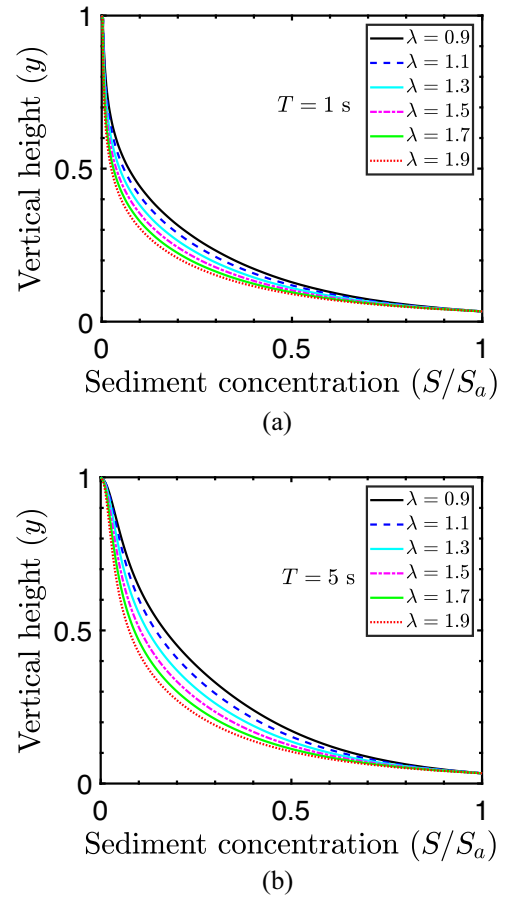 1
λ = 0.9
λ = 1.1
λ = 1.3
T = 1 s
λ = 1.5
λ = 1.7
λ = 1.9
0.5
Vertical height (y)
0
0 0.5 1
Sediment concentration (S/Sₐ)
(a)
1
λ = 0.9
λ = 1.1
λ = 1.3
T = 5 s
λ = 1.5
λ = 1.7
λ = 1.9
0.5
Vertical height (y)
0
0 0.5 1
Sediment concentration (S/Sₐ)
(b)